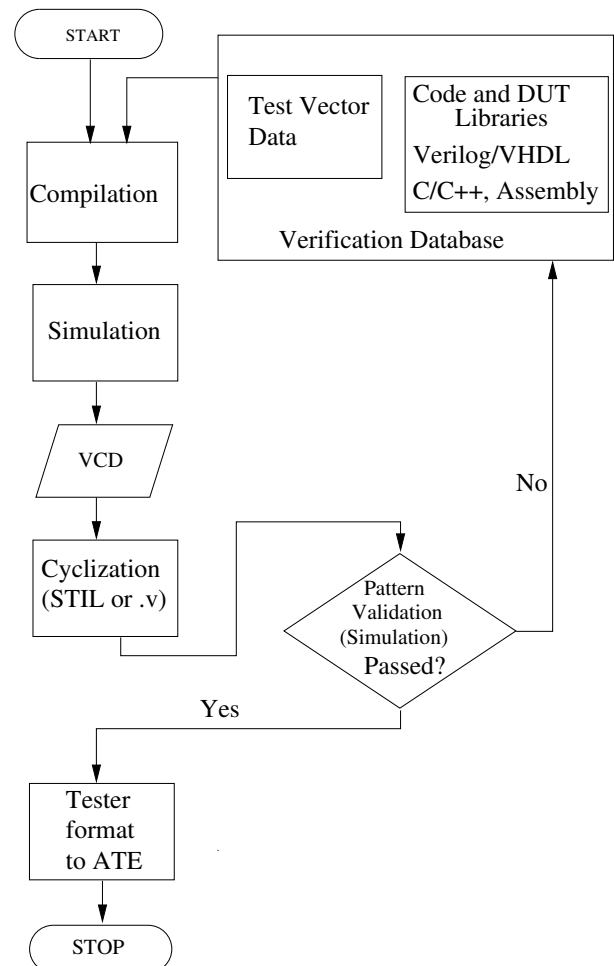 START
Test Vector
Data
Code and DUT
Libraries
Verilog/VHDL
C/C++, Assembly
Verification Database
Compilation
Simulation
VCD
No
Cyclization
(STIL or .v)
Pattern
Validation
(Simulation)
Passed?
Yes
Tester
format
to ATE
STOP